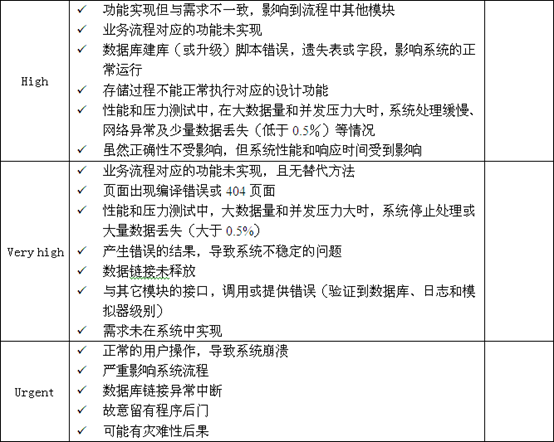 High
✓ 功能实现但与需求不一致，影响到流程中其他模块
✓ 业务流程对应的功能未实现
✓ 数据库建库（或升级）脚本错误，遗失表或字段，影响系统的正
常运行
✓ 存储过程不能正常执行对应的设计功能
✓ 性能和压力测试中，在大数据量和并发压力大时，系统处理缓慢、
网络异常及少量数据丢失（低于 0.5%）等情况
✓ 虽然正确性不受影响，但系统性能和响应时间受到影响
Very high
✓ 业务流程对应的功能未实现，且无替代方法
✓ 页面出现编译错误或 404 页面
✓ 性能和压力测试中，大数据量和并发压力大时，系统停止处理或
大量数据丢失（大于 0.5%）
✓ 产生错误的结果，导致系统不稳定的问题
✓ 数据链接未释放
✓ 与其它模块的接口，调用或提供错误（验证到数据库、日志和模
拟器级别）
✓ 需求未在系统中实现
Urgent
✓ 正常的用户操作，导致系统崩溃
✓ 严重影响系统流程
✓ 数据库链接异常中断
✓ 故意留有程序后门
✓ 可能有灾难性后果